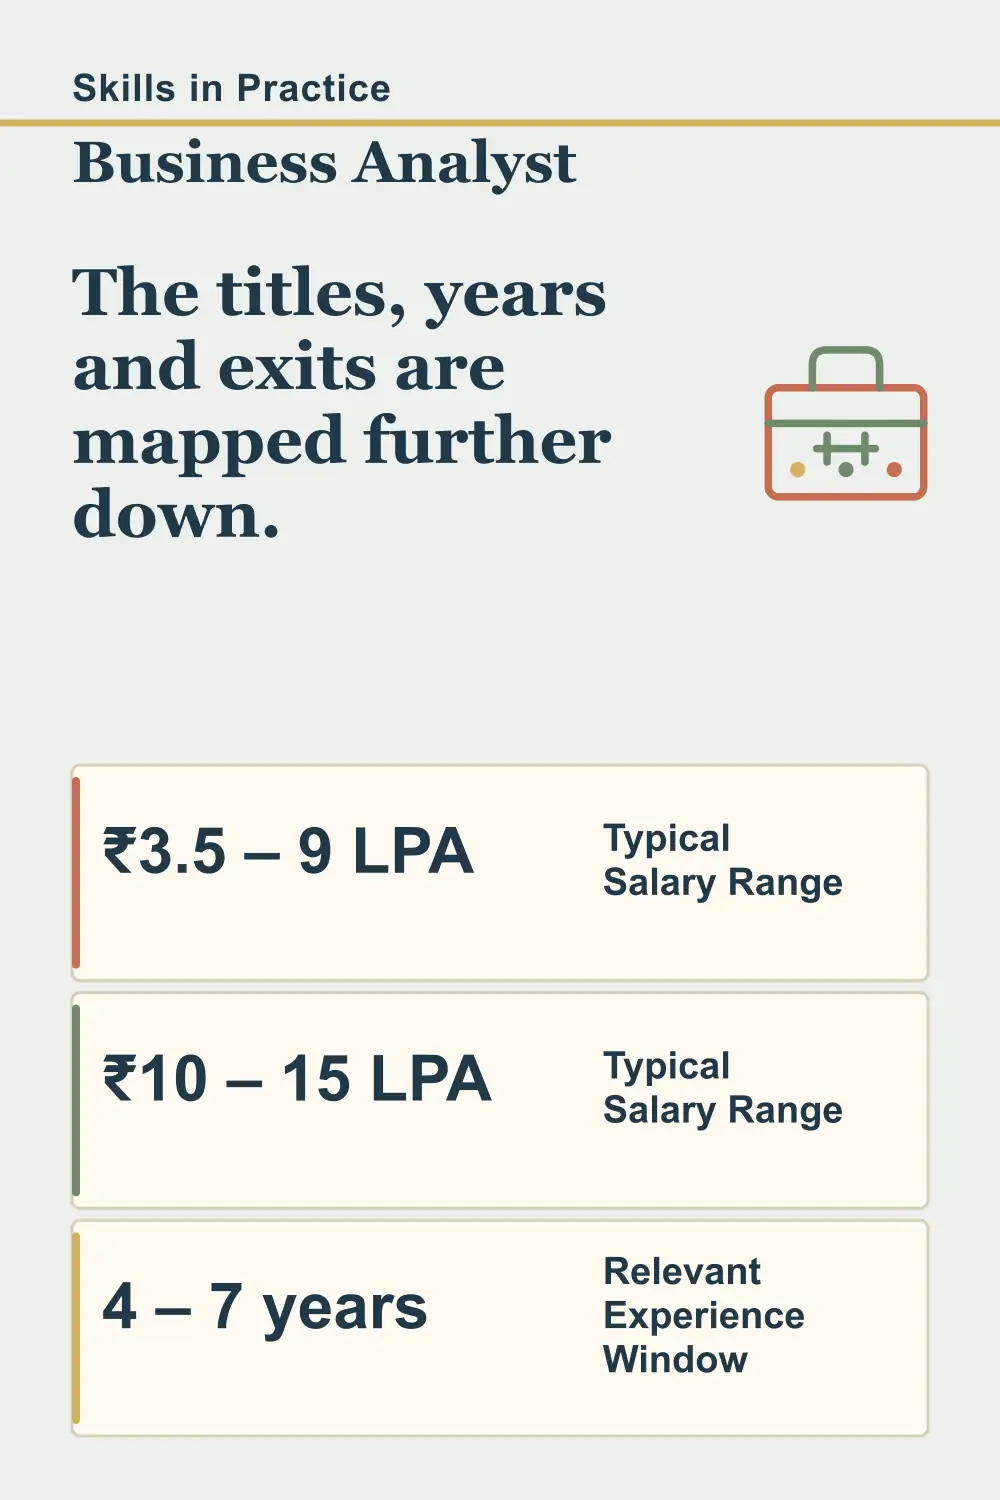 Skills in Practice
Business Analyst
The titles, years
and exits are
mapped further
down.
₹3.5 – 9 LPA
Typical
Salary Range
₹10 – 15 LPA
Typical
Salary Range
4 – 7 years
Relevant
Experience
Window